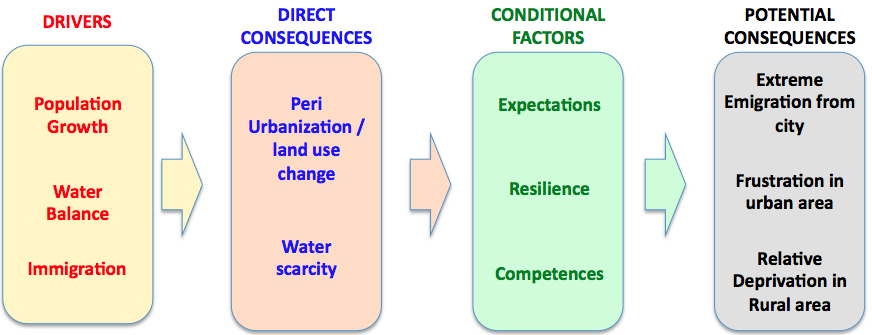 DRIVERS
Population
Growth
Water
Balance
Immigration
DIRECT
CONSEQUENCES
Peri
Urbanization /
land use
change
Water
scarcity
CONDITIONAL
FACTORS
Expectations
Resilience
Competences
POTENTIAL
CONSEQUENCES
Extreme
Emigration from
city
Frustration in
urban area
Relative
Deprivation in
Rural area